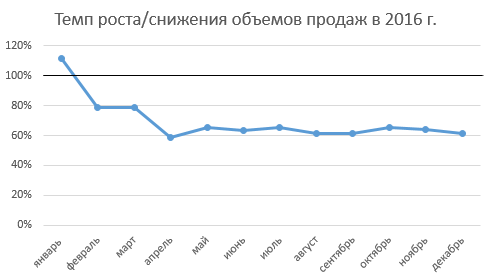 Темп роста/снижения объемов продаж в 2016 г.
120%
100%
80%
60%
40%
20%
0%
январь
февраль
март
апрель
май
июнь
июль
август
сентябрь
октябрь
ноябрь
декабрь